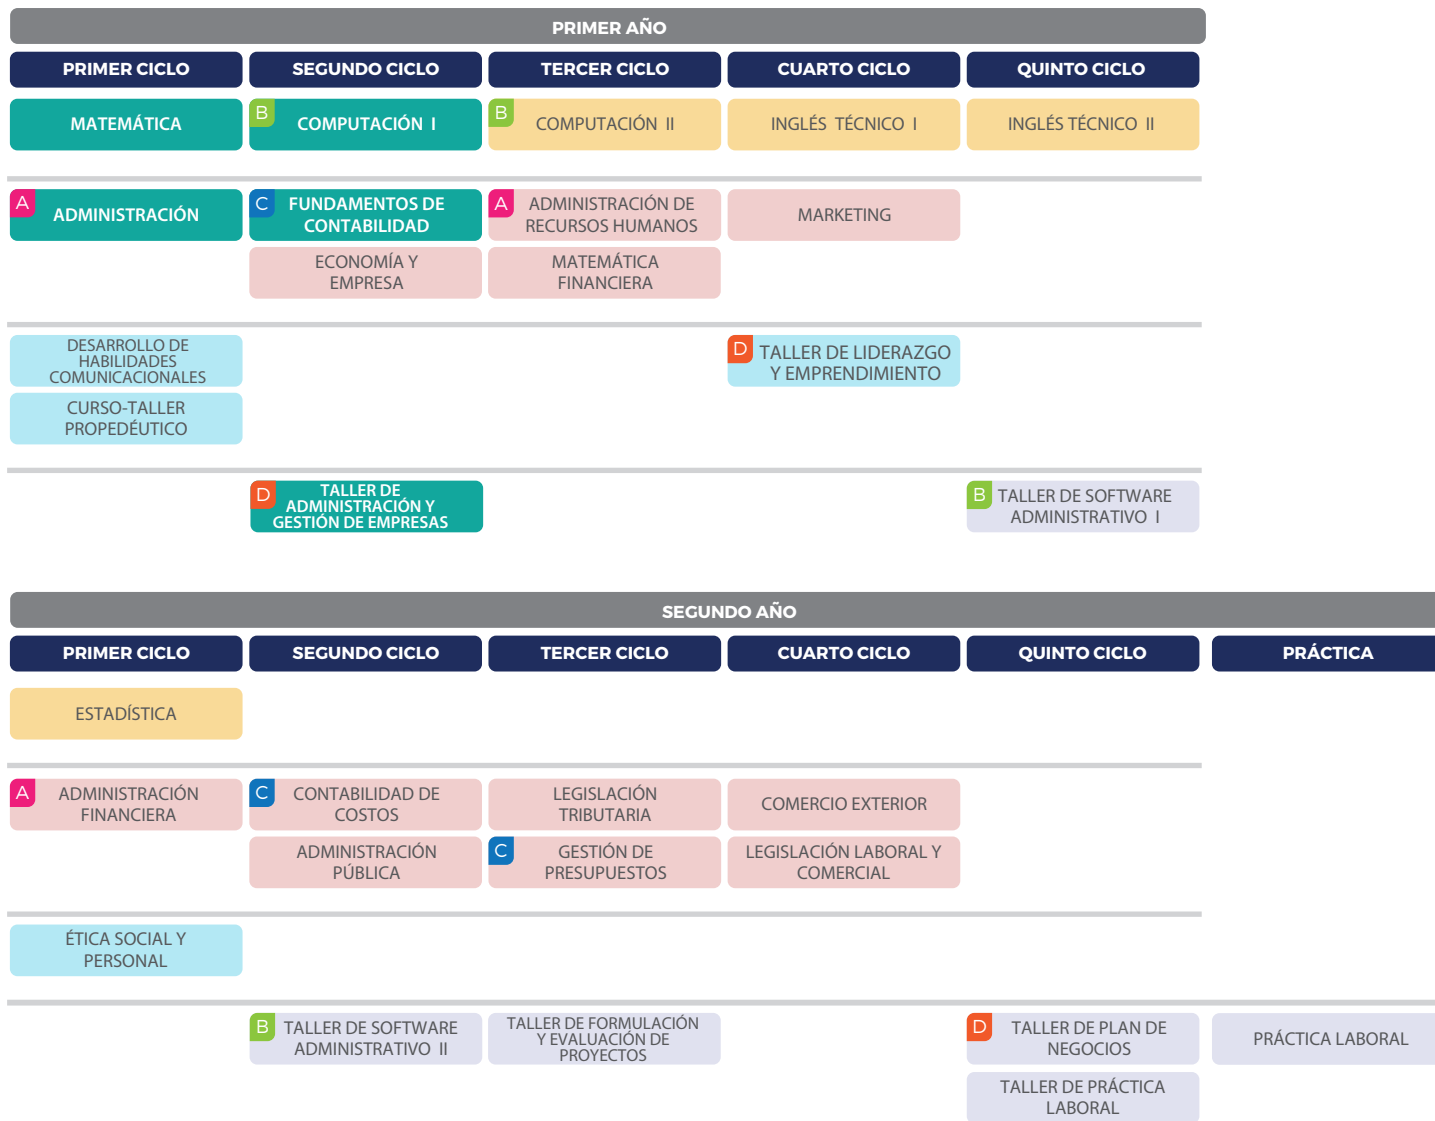 PRIMER AÑO
PRIMER CICLO
SEGUNDO CICLO
TERCER CICLO
CUARTO CICLO
QUINTO CICLO
MATEMÁTICA
B
COMPUTACIÓN I
B
COMPUTACIÓN II
INGLÉS TÉCNICO I
INGLÉS TÉCNICO II
A
ADMINISTRACIÓN
C
FUNDAMENTOS DE
CONTABILIDAD
A
ADMINISTRACIÓN DE
RECURSOS HUMANOS
MARKETING
ECONOMÍA Y
EMPRESA
MATEMÁTICA
FINANCIERA
DESARROLLO DE
HABILIDADES
COMUNICACIONALES
D
TALLER DE LIDERAZGO
Y EMPRENDIMIENTO
CURSO-TALLER
PROPEDÉUTICO
D
TALLER DE
ADMINISTRACIÓN Y
GESTIÓN DE EMPRESAS
B
TALLER DE SOFTWARE
ADMINISTRATIVO I
SEGUNDO AÑO
PRIMER CICLO
SEGUNDO CICLO
TERCER CICLO
CUARTO CICLO
QUINTO CICLO
PRÁCTICA
ESTADÍSTICA
A
ADMINISTRACIÓN
FINANCIERA
C
CONTABILIDAD DE
COSTOS
LEGISLACIÓN
TRIBUTARIA
COMERCIO EXTERIOR
ADMINISTRACIÓN
PÚBLICA
C
GESTIÓN DE
PRESUPUESTOS
LEGISLACIÓN LABORAL Y
COMERCIAL
ÉTICA SOCIAL Y
PERSONAL
B
TALLER DE SOFTWARE
ADMINISTRATIVO II
TALLER DE FORMULACIÓN
Y EVALUACIÓN DE
PROYECTOS
D
TALLER DE PLAN DE
NEGOCIOS
PRÁCTICA LABORAL
TALLER DE PRÁCTICA
LABORAL